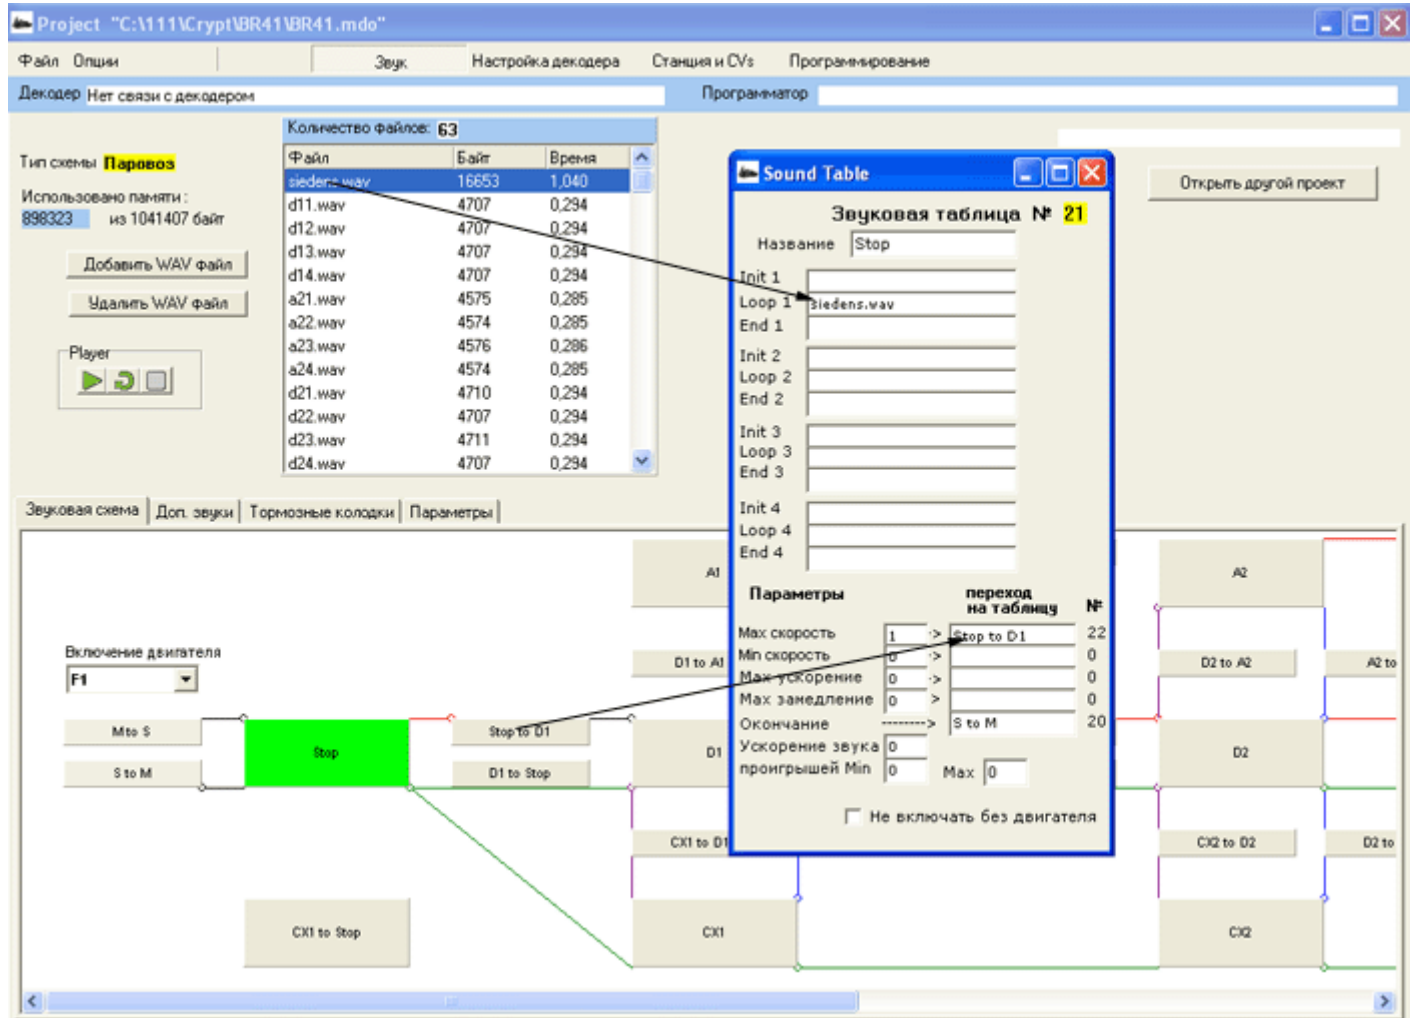 Project "C:\111\Crypt\BR41\BR41.mdo"
Файл Опции Звук Настройка декодера Станция и CVs Программирование
Декодер Нет связи с декодером Программатор
Количество файлов: 63
Файл Байт Время
siedens.wav 16653 1,040
d11.wav 4707 0,294
d12.wav 4707 0,294
d13.wav 4707 0,294
d14.wav 4707 0,294
a21.wav 4575 0,285
a22.wav 4574 0,285
a23.wav 4576 0,286
a24.wav 4574 0,285
d21.wav 4710 0,294
d22.wav 4707 0,294
d23.wav 4711 0,294
d24.wav 4707 0,294
Тип схемы Паровоз
Использовано памяти :
898323 из 1041407 байт
Добавить WAV файл
Удалить WAV файл
Player
Открыть другой проект
Sound Table
Звуковая таблица № 21
Название Stop
Init 1
Loop 1 siedens.wav
End 1
Init 2
Loop 2
End 2
Init 3
Loop 3
End 3
Init 4
Loop 4
End 4
Параметры переход на таблицу №
Max скорость 1 -> Stop to D1 22
Min скорость 0 -> 0
Max ускорение 0 -> 0
Max замедление 0 > 0
Окончание -------> S to M 20
Ускорение звука 0
проигрышей Min 0 Max 0
Не включать без двигателя
Звуковая схема Доп. звуки Тормозные колодки Параметры
Включение двигателя
F1
M to S
S to M
Stop
Stop to D1
D1 to Stop
CX1 to Stop
A1
D1 to A1
D1
CX1 to D1
CX1
A2
D2 to A2
A2 to
D2
CX2 to D2
D2 to
CX2